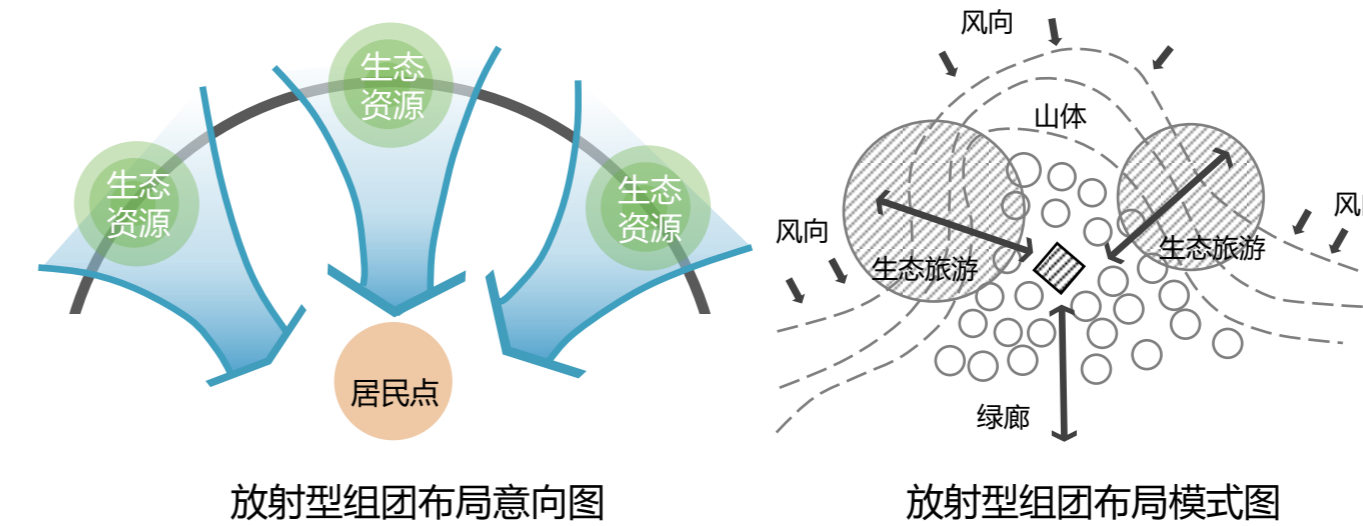 生态
资源
生态
资源
生态
资源
居民点
放射型组团布局意向图
风向
山体
风向
风
生态旅游
生态旅游
绿廊
放射型组团布局模式图